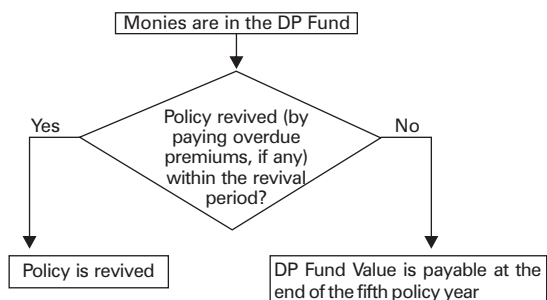 Monies are in the DP Fund
Policy revived (by
Yes
No
paying overdue
premiums, if any)
within the revival
period?
Policy is revived
DP Fund Value is payable at the
end of the fifth policy year